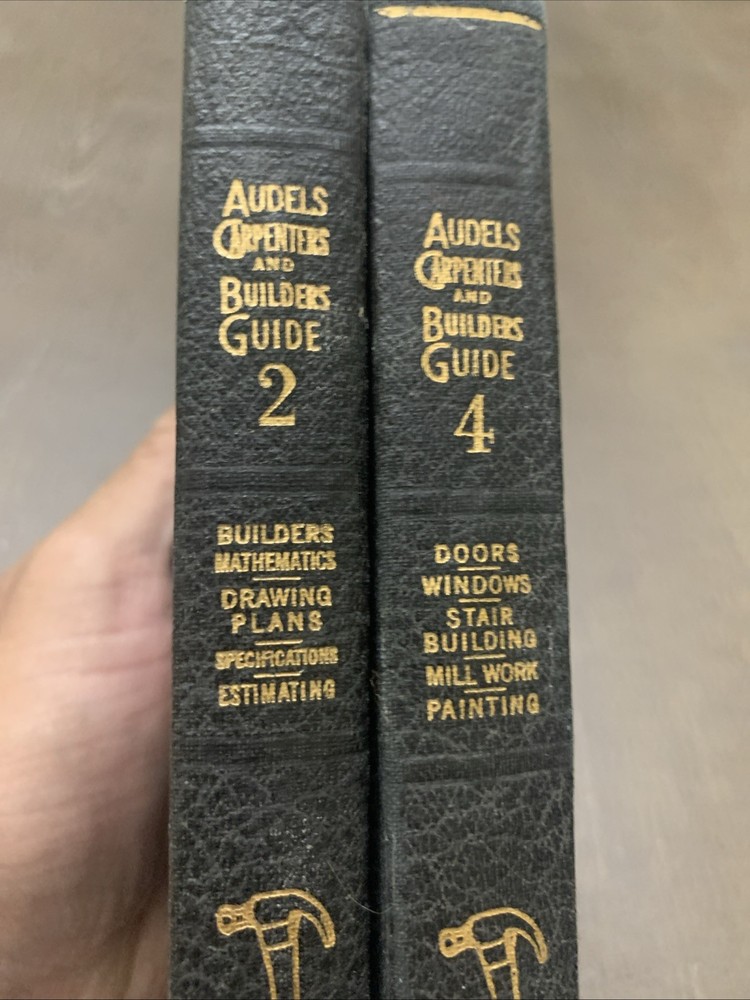 AUDELS
CARPENTERS
AND
BUILDERS
GUIDE
2
BUILDERS
MATHEMATICS
DRAWING
PLANS
SPECIFICATIONS
ESTIMATING
AUDELS
CARPENTERS
AND
BUILDERS
GUIDE
4
DOORS
WINDOWS
STAIR
BUILDING
MILL WORK
PAINTING